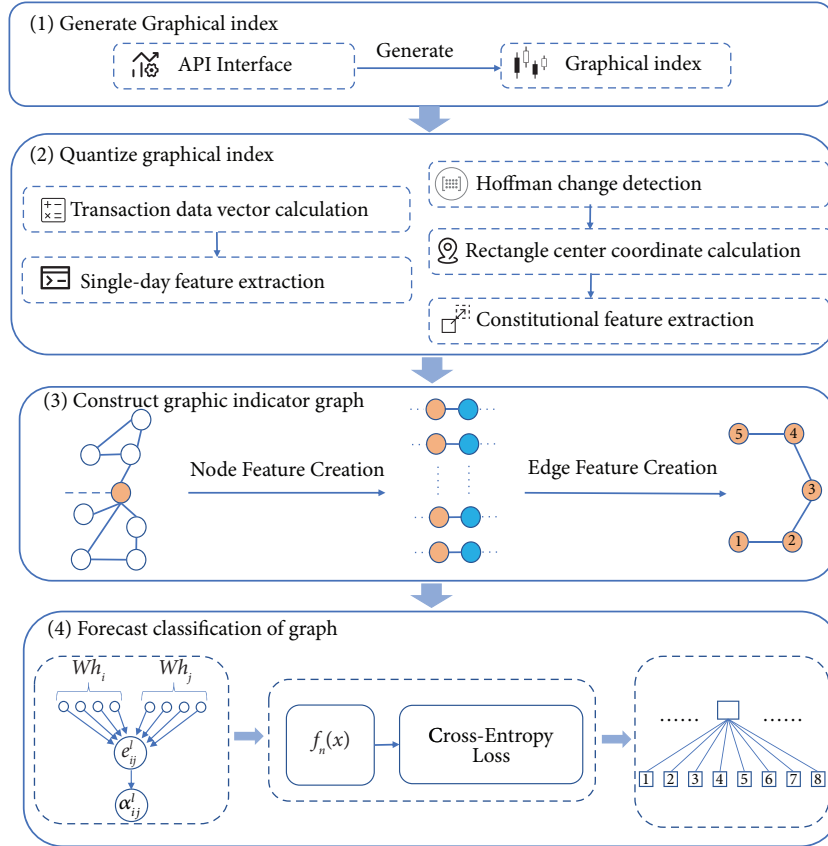 (1) Generate Graphical index
API Interface
Generate
Graphical index
(2) Quantize graphical index
Transaction data vector calculation
Single-day feature extraction
Hoffman change detection
Rectangle center coordinate calculation
Constitutional feature extraction
(3) Construct graphic indicator graph
Node Feature Creation
Edge Feature Creation
5 4
3
1 2
(4) Forecast classification of graph
Wh_i Wh_j
e^l_ij
α^l_ij
f_n(x)
Cross-Entropy
Loss
...... ......
1 2 3 4 5 6 7 8